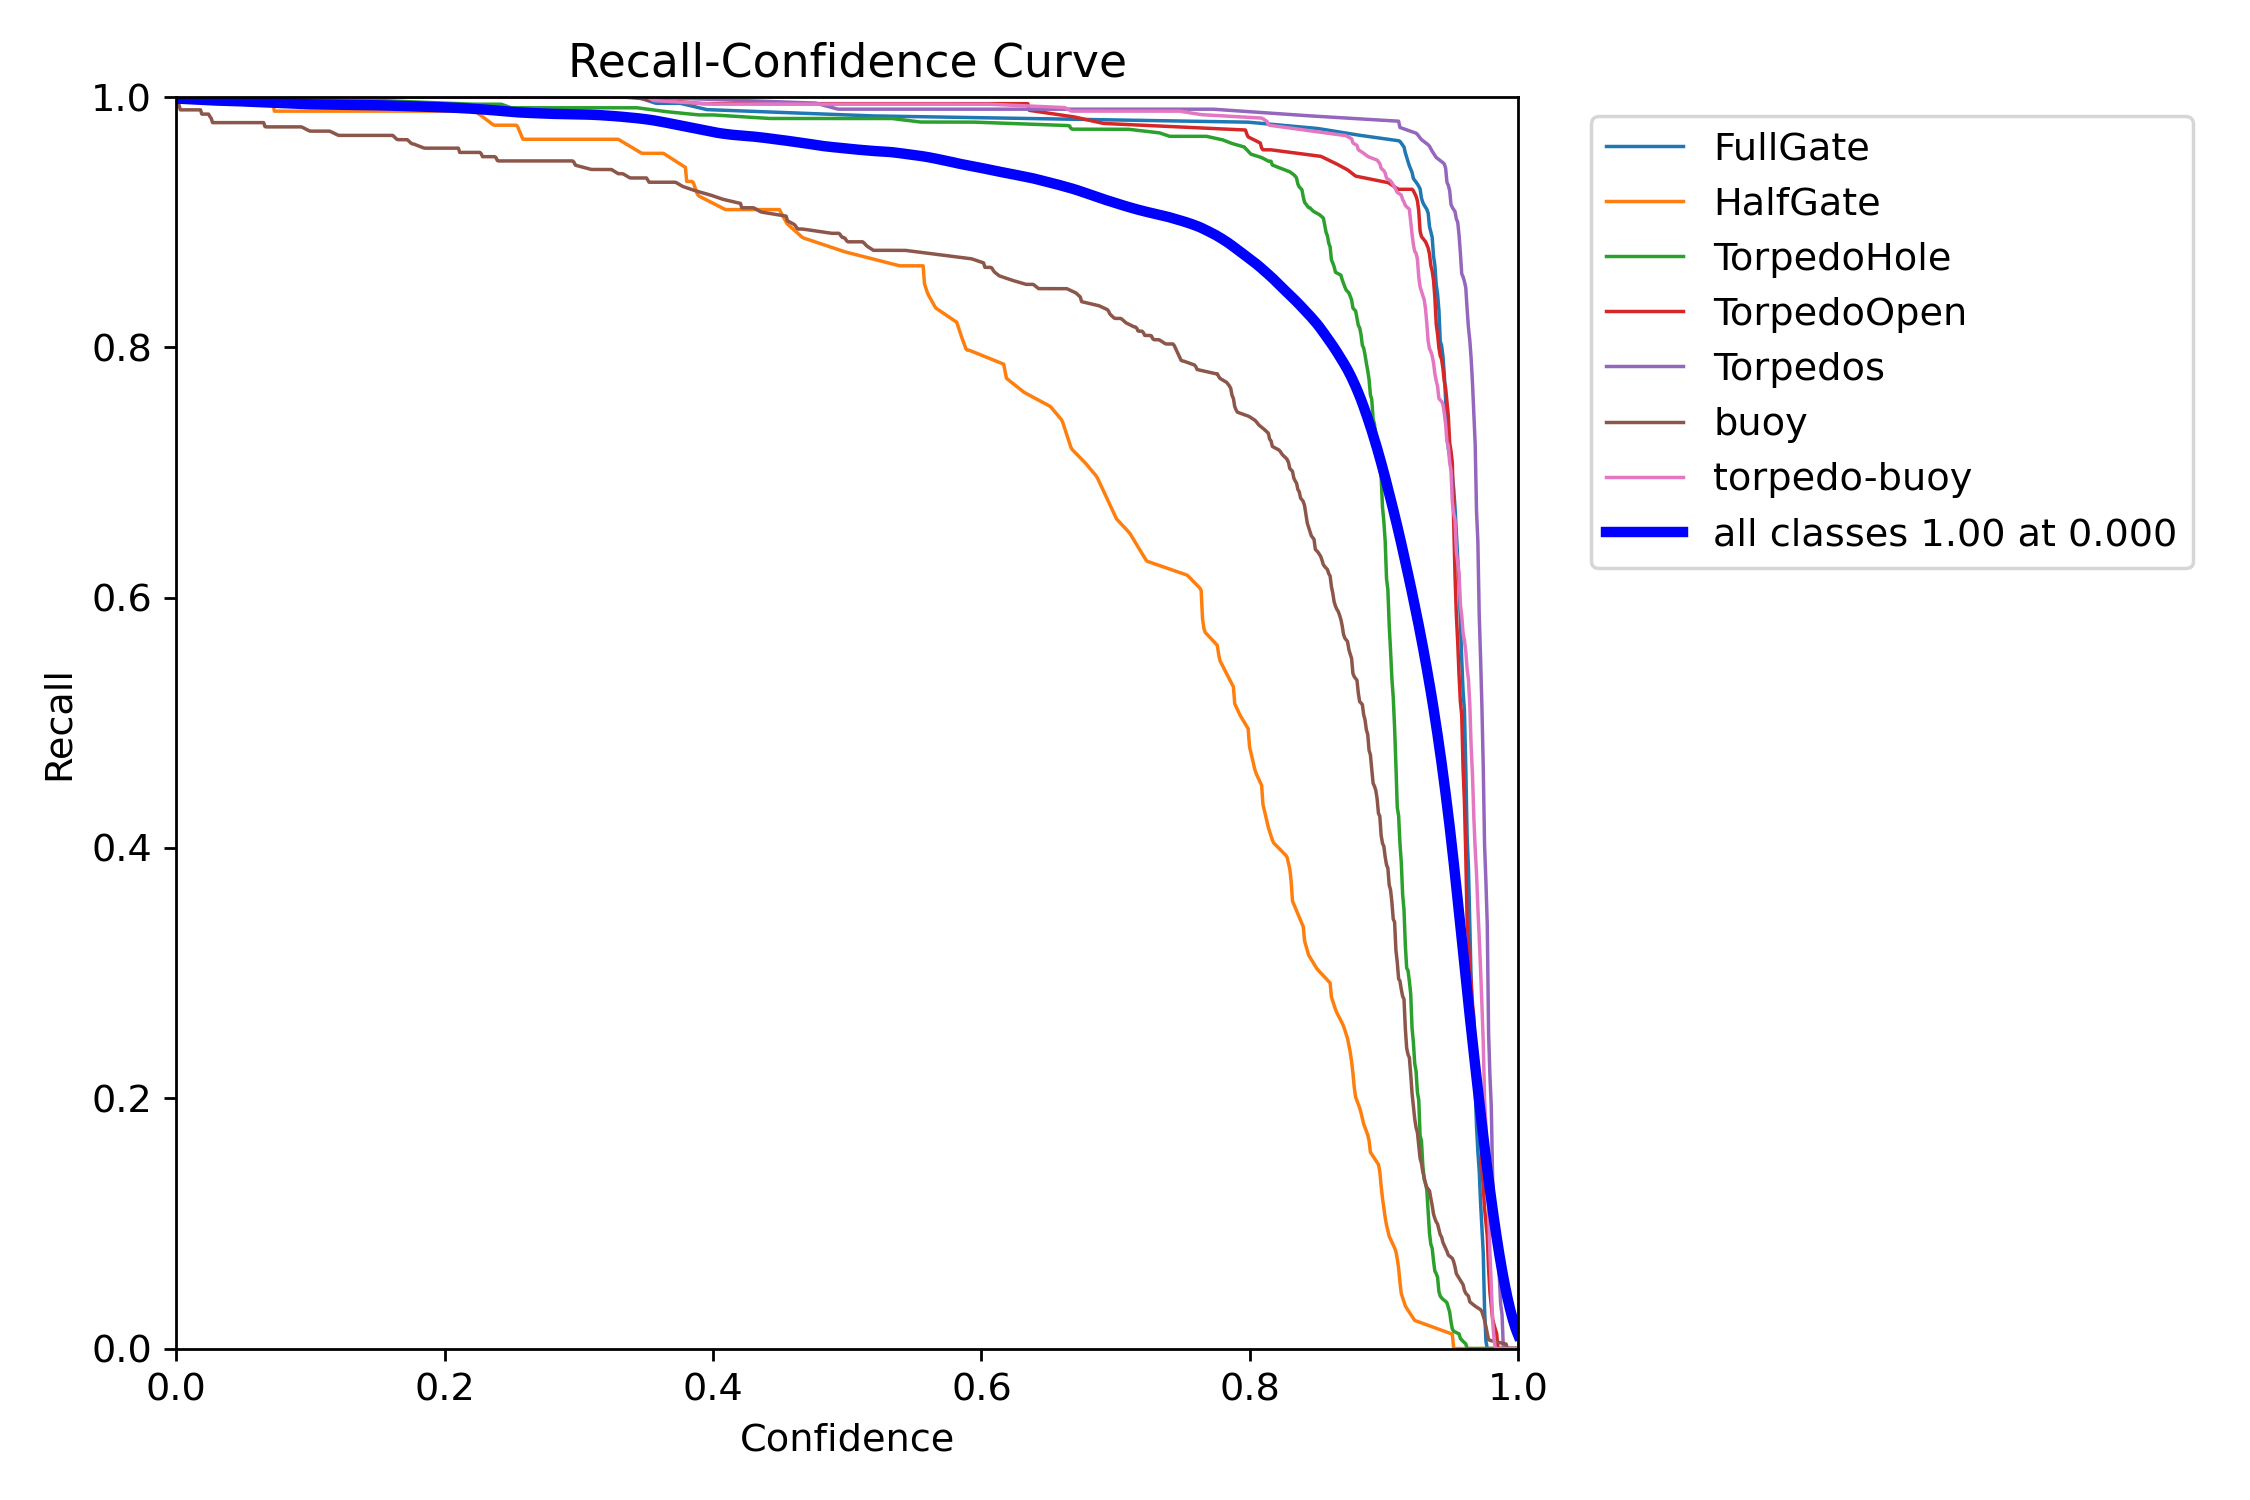 Recall-Confidence Curve
1.0
0.8
0.6
0.4
0.2
0.0
Recall
0.0 0.2 0.4 0.6 0.8 1.0
Confidence
FullGate
HalfGate
TorpedoHole
TorpedoOpen
Torpedos
buoy
torpedo-buoy
all classes 1.00 at 0.000